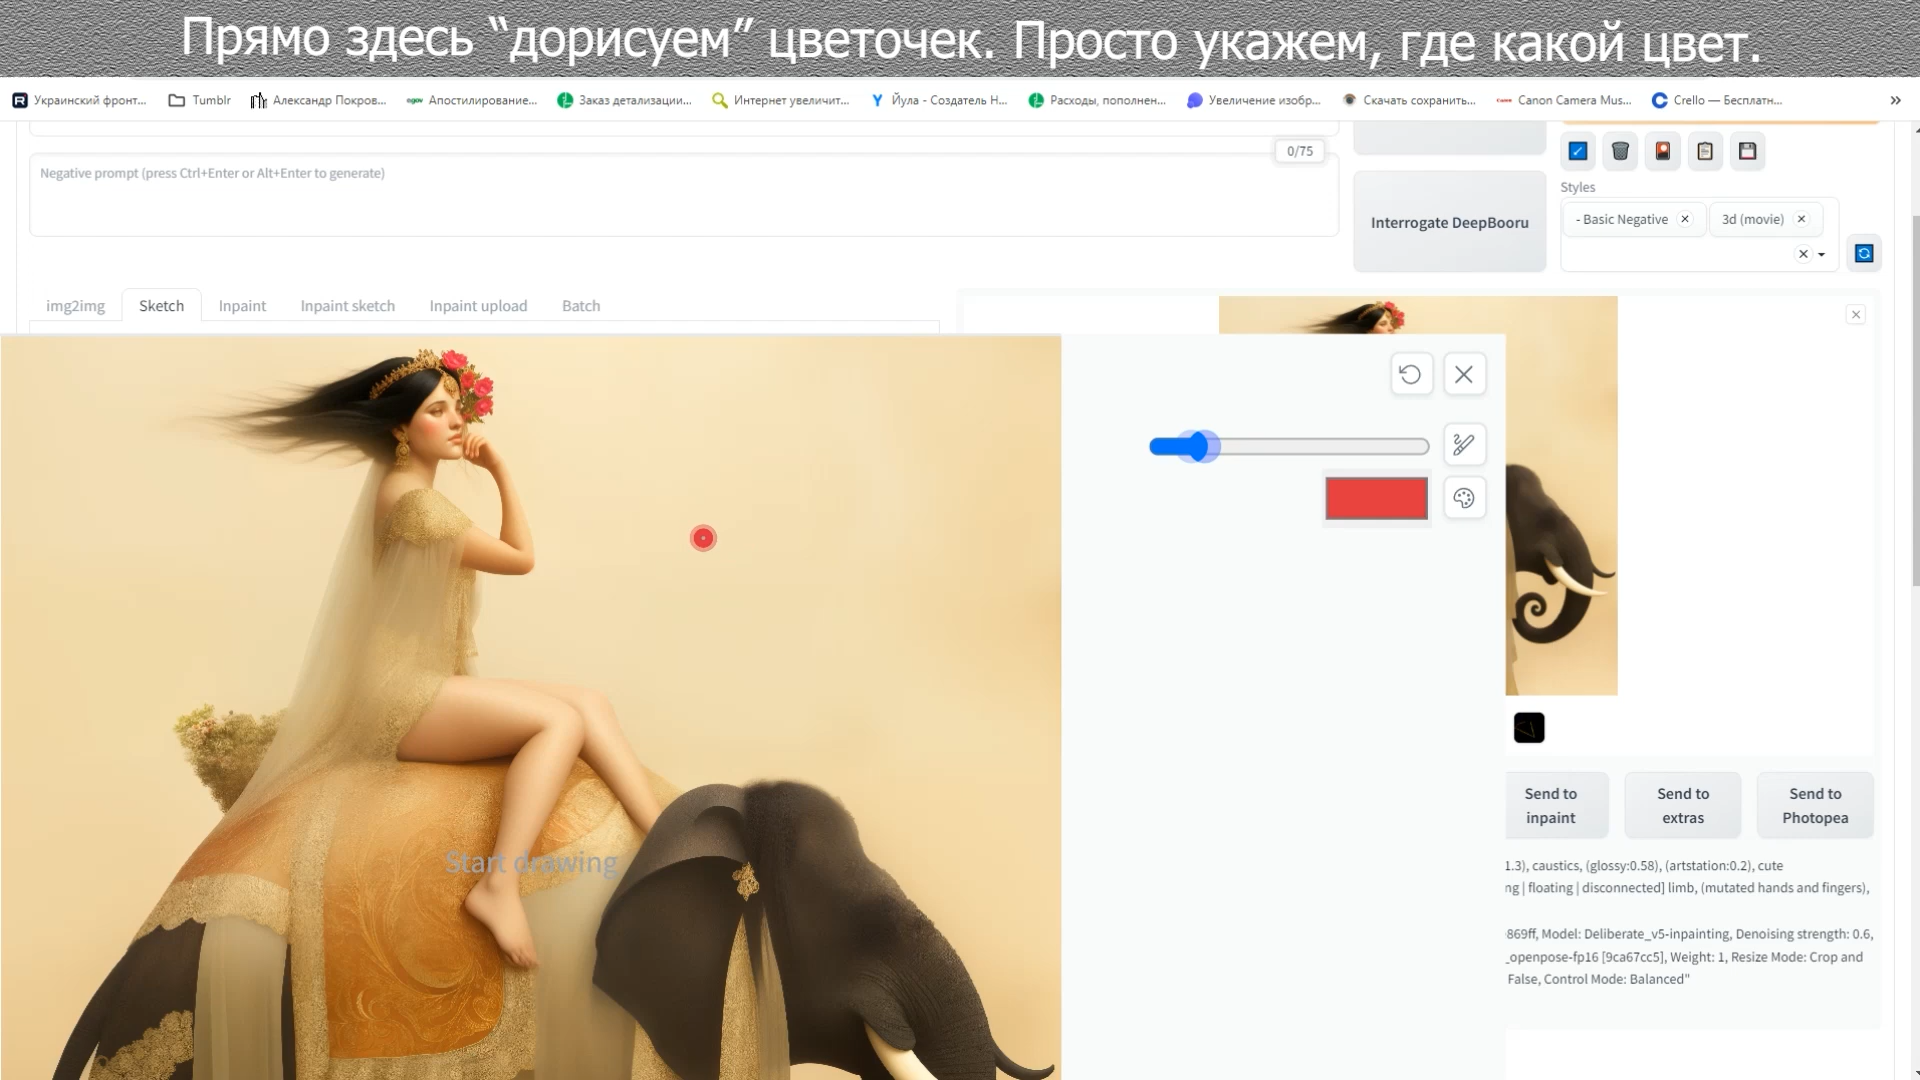 Прямо здесь “дорисуем” цветочек. Просто укажем, где какой цвет.
Украинский фронт... Tumblr Александр Покров... Апостилирование... Заказ детализации... Интернет увеличит... Йула - Создатель Н... Расходы, пополнен... Увеличение изобр... Скачать сохранить... Canon Camera Mus... Crello — Бесплатн... »
0/75
Negative prompt (press Ctrl+Enter or Alt+Enter to generate)
Styles
- Basic Negative × 3d (movie) ×
Interrogate DeepBooru
img2img Sketch Inpaint Inpaint sketch Inpaint upload Batch
Start drawing
Send to inpaint
Send to extras
Send to Photopea
1.3), caustics, (glossy:0.58), (artstation:0.2), cute
ng | floating | disconnected] limb, (mutated hands and fingers),
869ff, Model: Deliberate_v5-inpainting, Denoising strength: 0.6,
_openpose-fp16 [9ca67cc5], Weight: 1, Resize Mode: Crop and
False, Control Mode: Balanced"